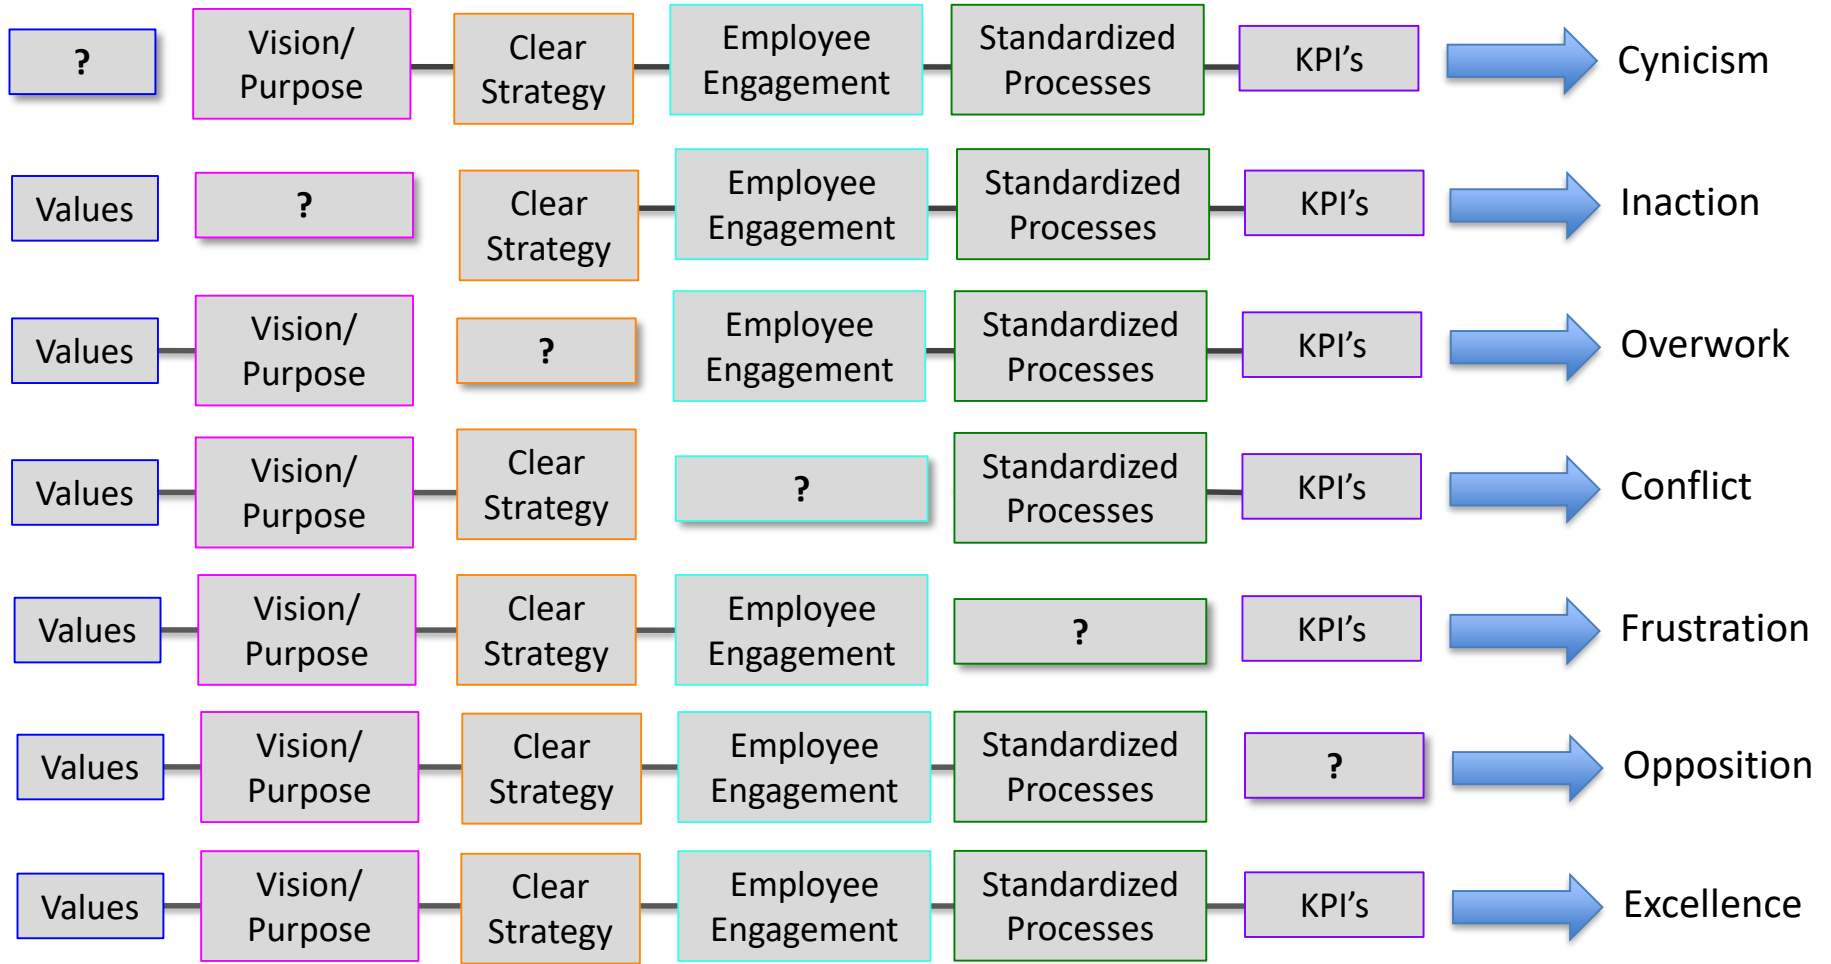 ?
Vision/
Purpose
Clear
Strategy
Employee
Engagement
Standardized
Processes
KPI’s
Cynicism
Values
?
Clear
Strategy
Employee
Engagement
Standardized
Processes
KPI’s
Inaction
Values
Vision/
Purpose
?
Employee
Engagement
Standardized
Processes
KPI’s
Overwork
Values
Vision/
Purpose
Clear
Strategy
?
Standardized
Processes
KPI’s
Conflict
Values
Vision/
Purpose
Clear
Strategy
Employee
Engagement
?
KPI’s
Frustration
Values
Vision/
Purpose
Clear
Strategy
Employee
Engagement
Standardized
Processes
?
Opposition
Values
Vision/
Purpose
Clear
Strategy
Employee
Engagement
Standardized
Processes
KPI’s
Excellence